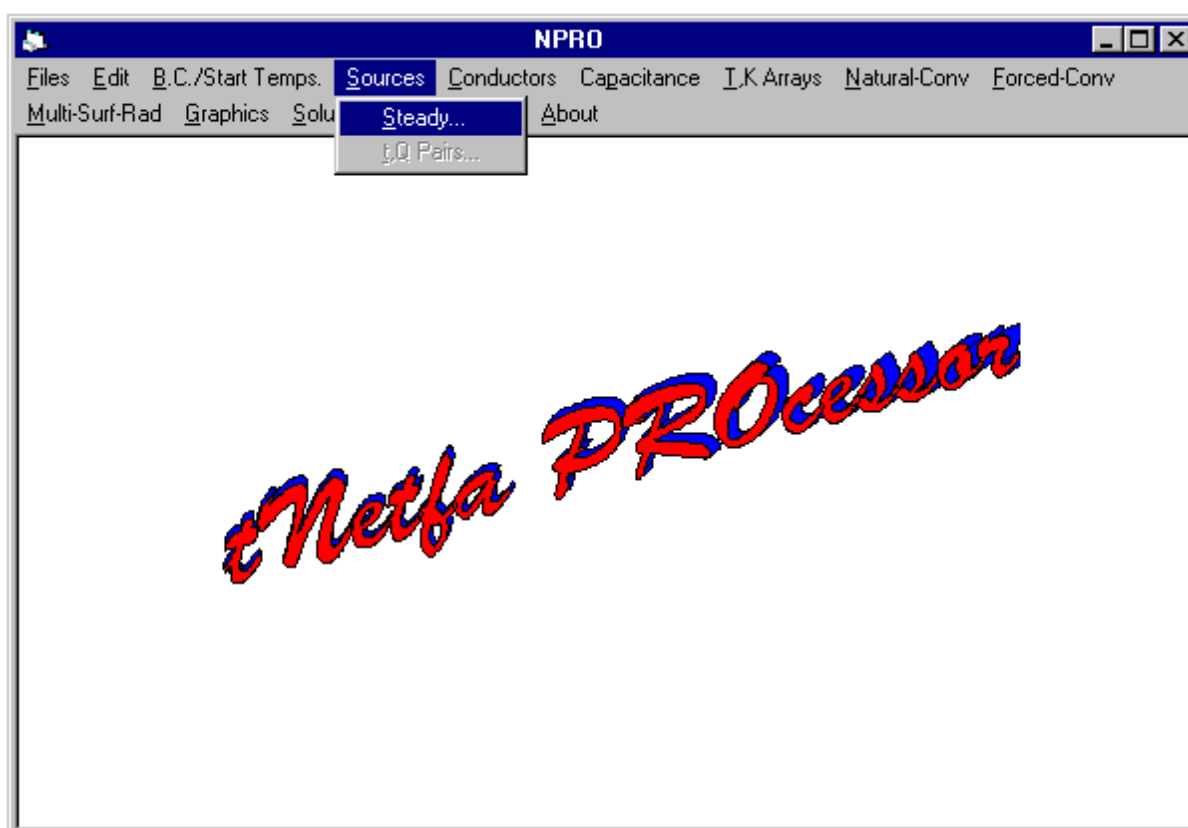 NPRO
Files Edit B.C./Start Temps. Sources Conductors Capacitance T,K Arrays Natural-Conv Forced-Conv
Multi-Surf-Rad Graphics Solu About
Steady...
t,Q Pairs...
tNetfa PROcessor